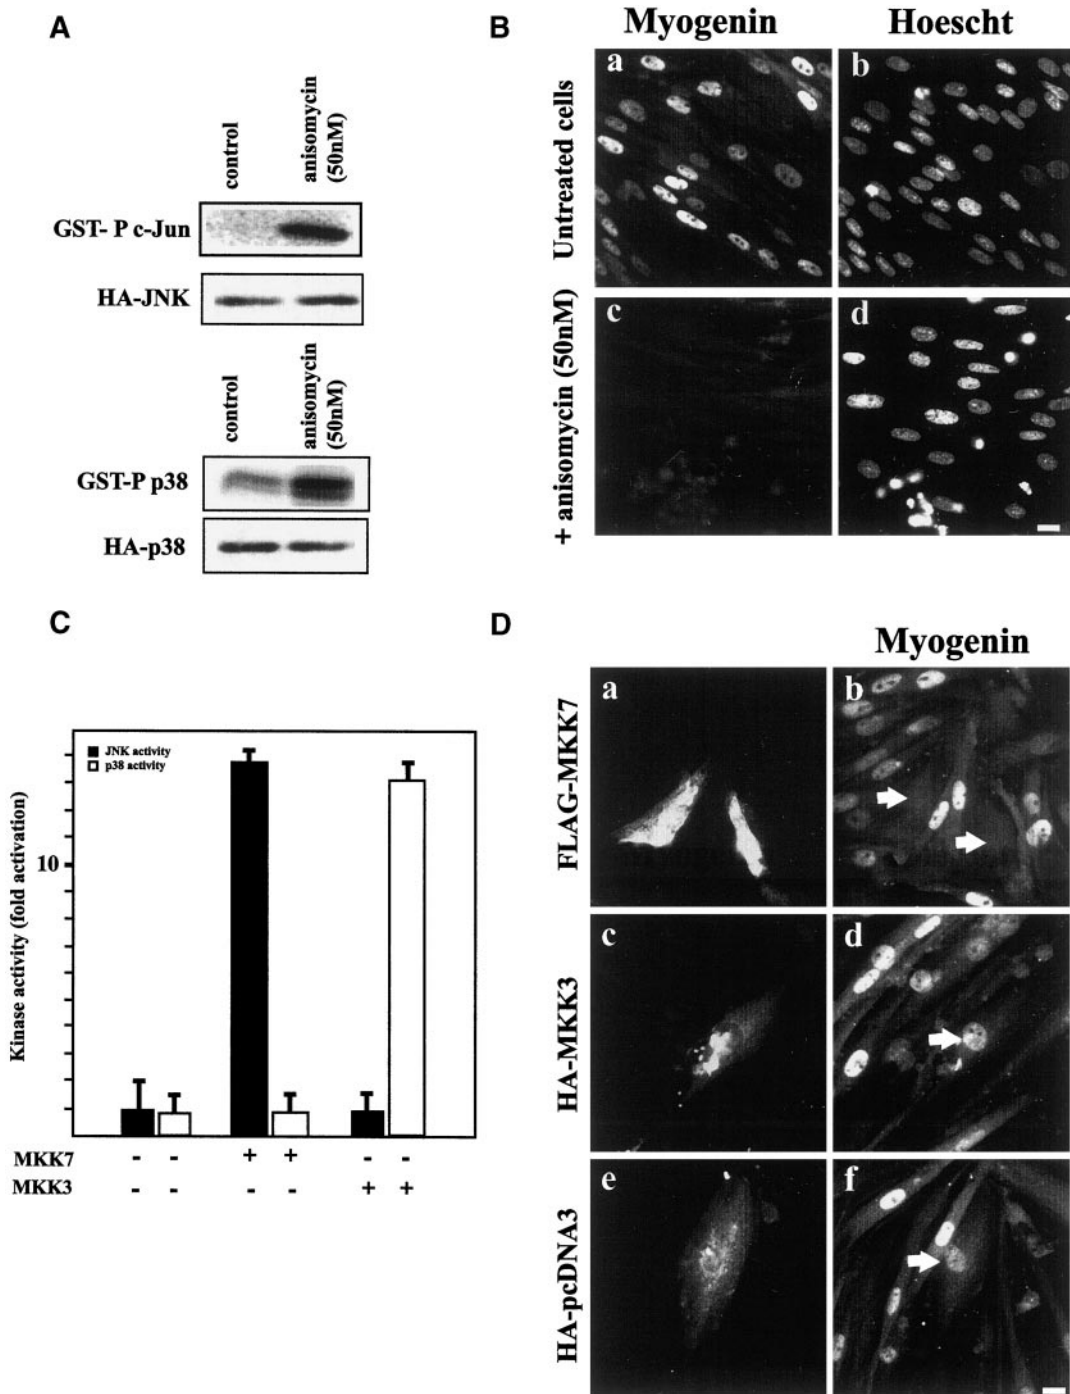 A
control
anisomycin
(50nM)
GST- P c-Jun
HA-JNK
control
anisomycin
(50nM)
GST-P p38
HA-p38
B
Myogenin
Hoescht
Untreated cells
a
b
+ anisomycin (50nM)
c
d
C
Kinase activity (fold activation)
JNK activity
p38 activity
10
MKK7 - - + + - -
MKK3 - - - - + +
D
Myogenin
FLAG-MKK7
a
b
HA-MKK3
c
d
HA-pcDNA3
e
f